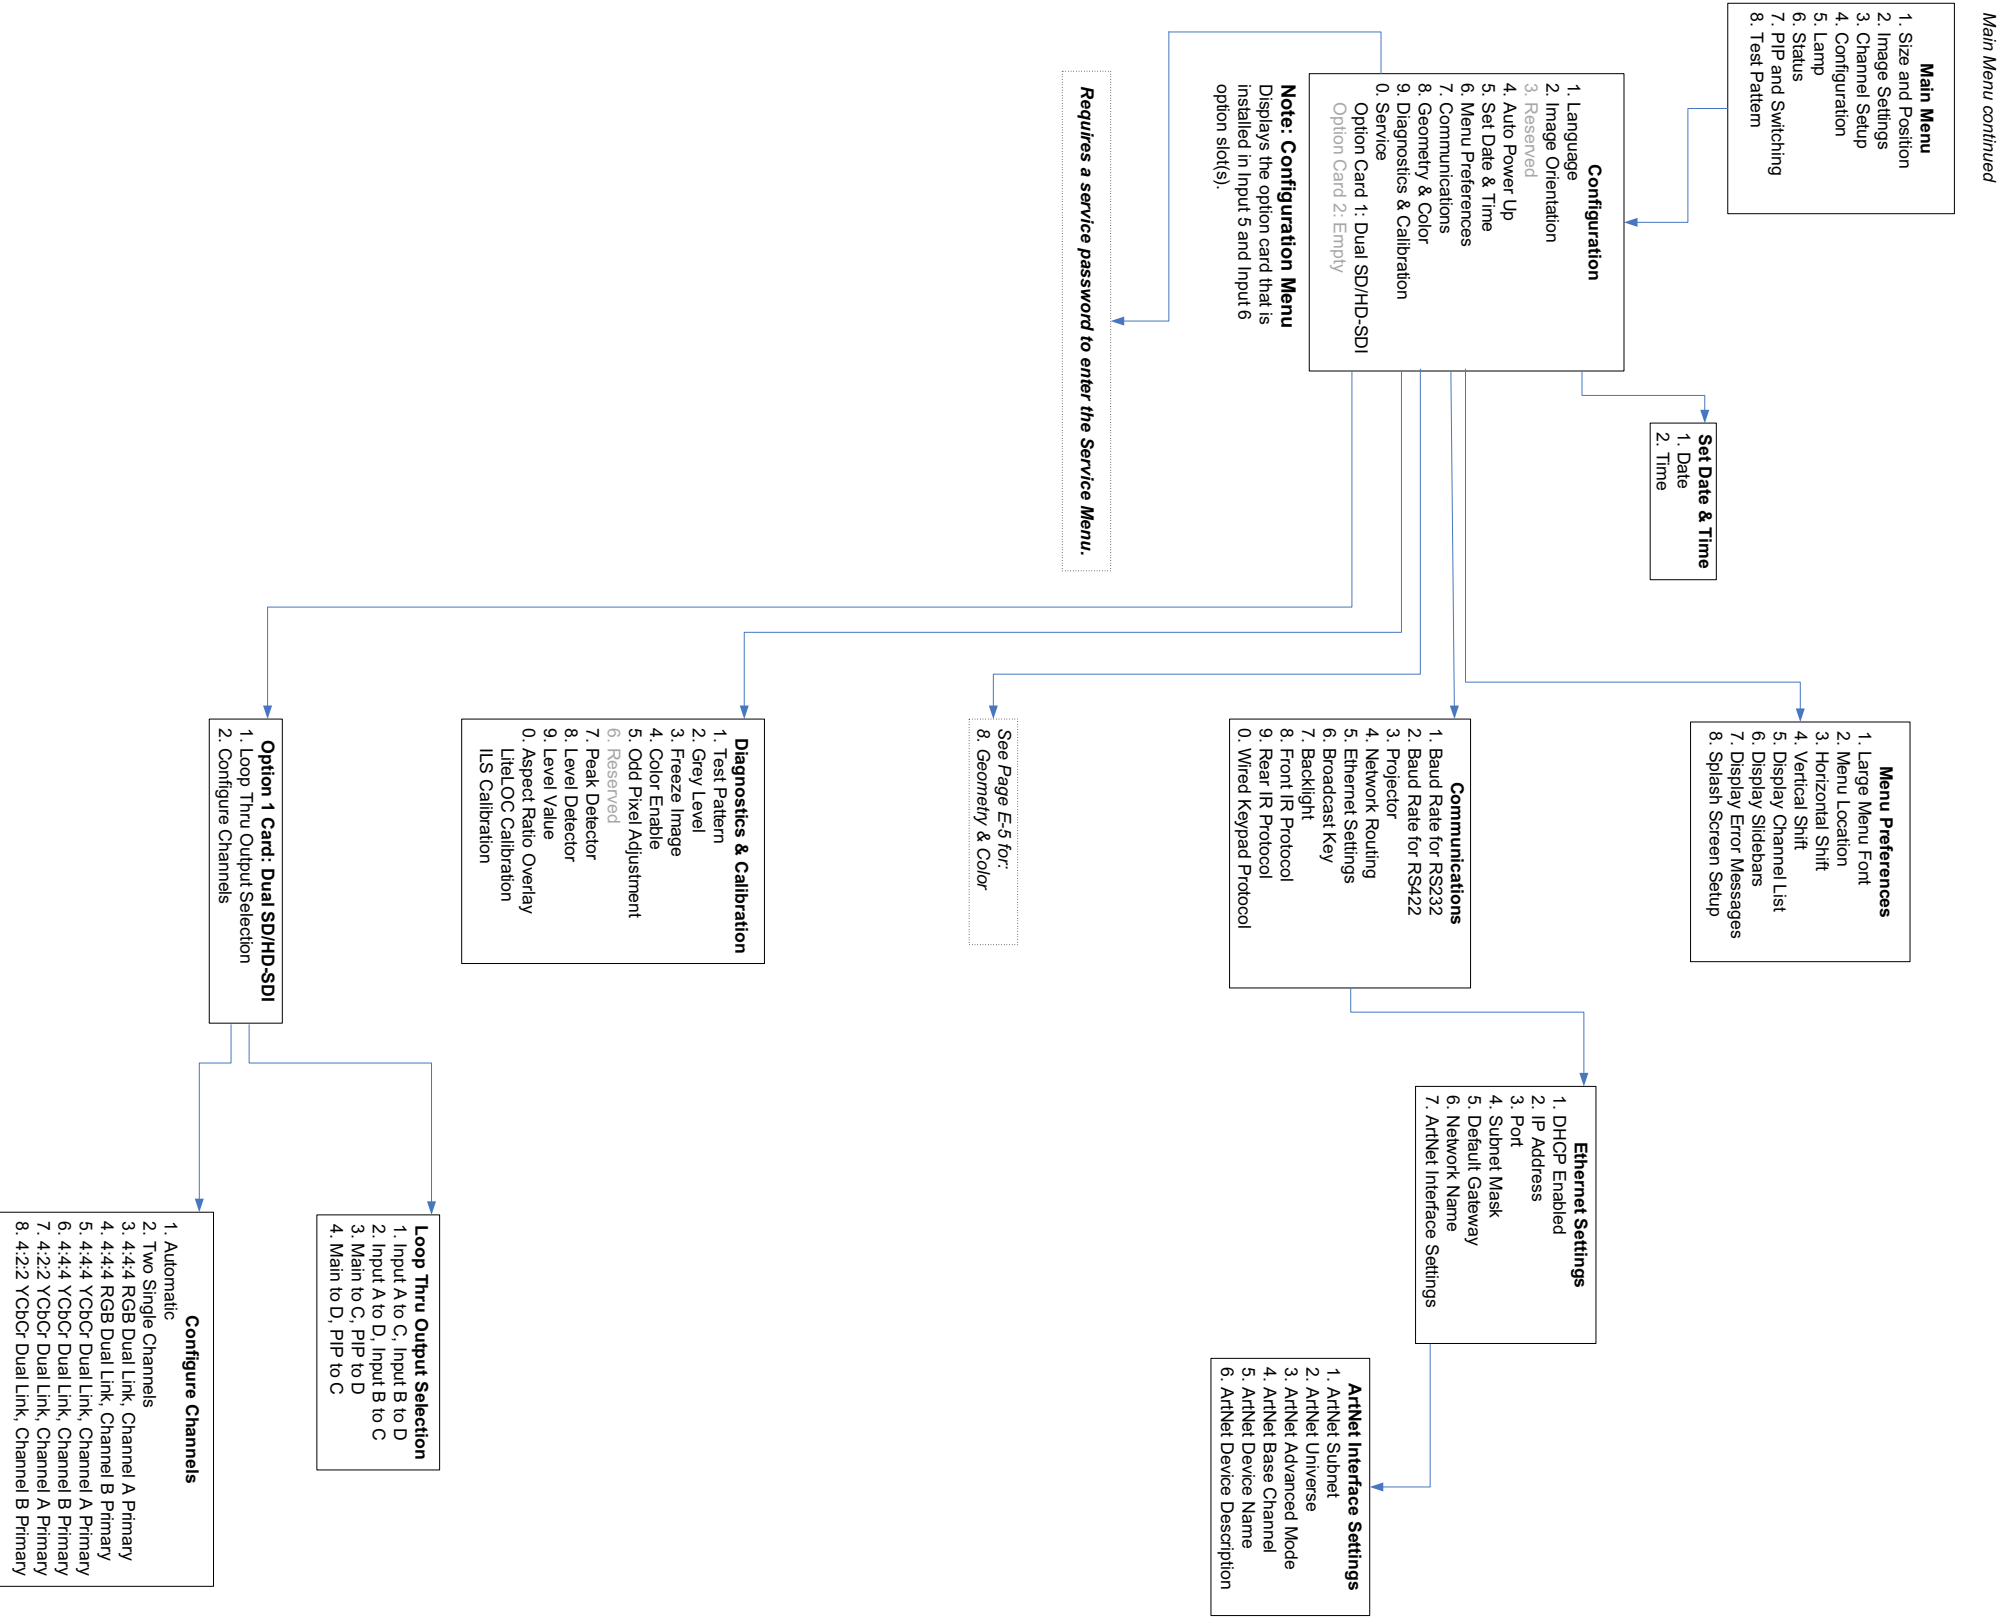 Main Menu continued
Main Menu
1. Size and Position
2. Image Settings
3. Channel Setup
4. Configuration
5. Lamp
6. Status
7. PIP and Switching
8. Test Pattern
Configuration
1. Language
2. Image Orientation
3. Reserved
4. Auto Power Up
5. Set Date & Time
6. Menu Preferences
7. Communications
8. Geometry & Color
9. Diagnostics & Calibration
0. Service
Option Card 1: Dual SD/HD-SDI
Option Card 2: Empty
Note: Configuration Menu
Displays the option card that is
installed in Input 5 and Input 6
option slot(s).
Requires a service password to enter the Service Menu.
Set Date & Time
1. Date
2. Time
Menu Preferences
1. Large Menu Font
2. Menu Location
3. Horizontal Shift
4. Vertical Shift
5. Display Channel List
6. Display Slidebars
7. Display Error Messages
8. Splash Screen Setup
Communications
1. Baud Rate for RS232
2. Baud Rate for RS422
3. Projector
4. Network Routing
5. Ethernet Settings
6. Broadcast Key
7. Backlight
8. Front IR Protocol
9. Rear IR Protocol
0. Wired Keypad Protocol
See Page E-5 for:
8. Geometry & Color
Diagnostics & Calibration
1. Test Pattern
2. Grey Level
3. Freeze Image
4. Color Enable
5. Odd Pixel Adjustment
6. Reserved
7. Peak Detector
8. Level Detector
9. Level Value
0. Aspect Ratio Overlay
LiteLOC Calibration
ILS Calibration
Option 1 Card: Dual SD/HD-SDI
1. Loop Thru Output Selection
2. Configure Channels
Ethernet Settings
1. DHCP Enabled
2. IP Address
3. Port
4. Subnet Mask
5. Default Gateway
6. Network Name
7. ArtNet Interface Settings
ArtNet Interface Settings
1. ArtNet Subnet
2. ArtNet Universe
3. ArtNet Advanced Mode
4. ArtNet Base Channel
5. ArtNet Device Name
6. ArtNet Device Description
Loop Thru Output Selection
1. Input A to C, Input B to D
2. Input A to D, Input B to C
3. Main to C, PIP to D
4. Main to D, PIP to C
Configure Channels
1. Automatic
2. Two Single Channels
3. 4:4:4 RGB Dual Link, Channel A Primary
4. 4:4:4 RGB Dual Link, Channel B Primary
5. 4:4:4 YCbCr Dual Link, Channel A Primary
6. 4:4:4 YCbCr Dual Link, Channel B Primary
7. 4:2:2 YCbCr Dual Link, Channel A Primary
8. 4:2:2 YCbCr Dual Link, Channel B Primary